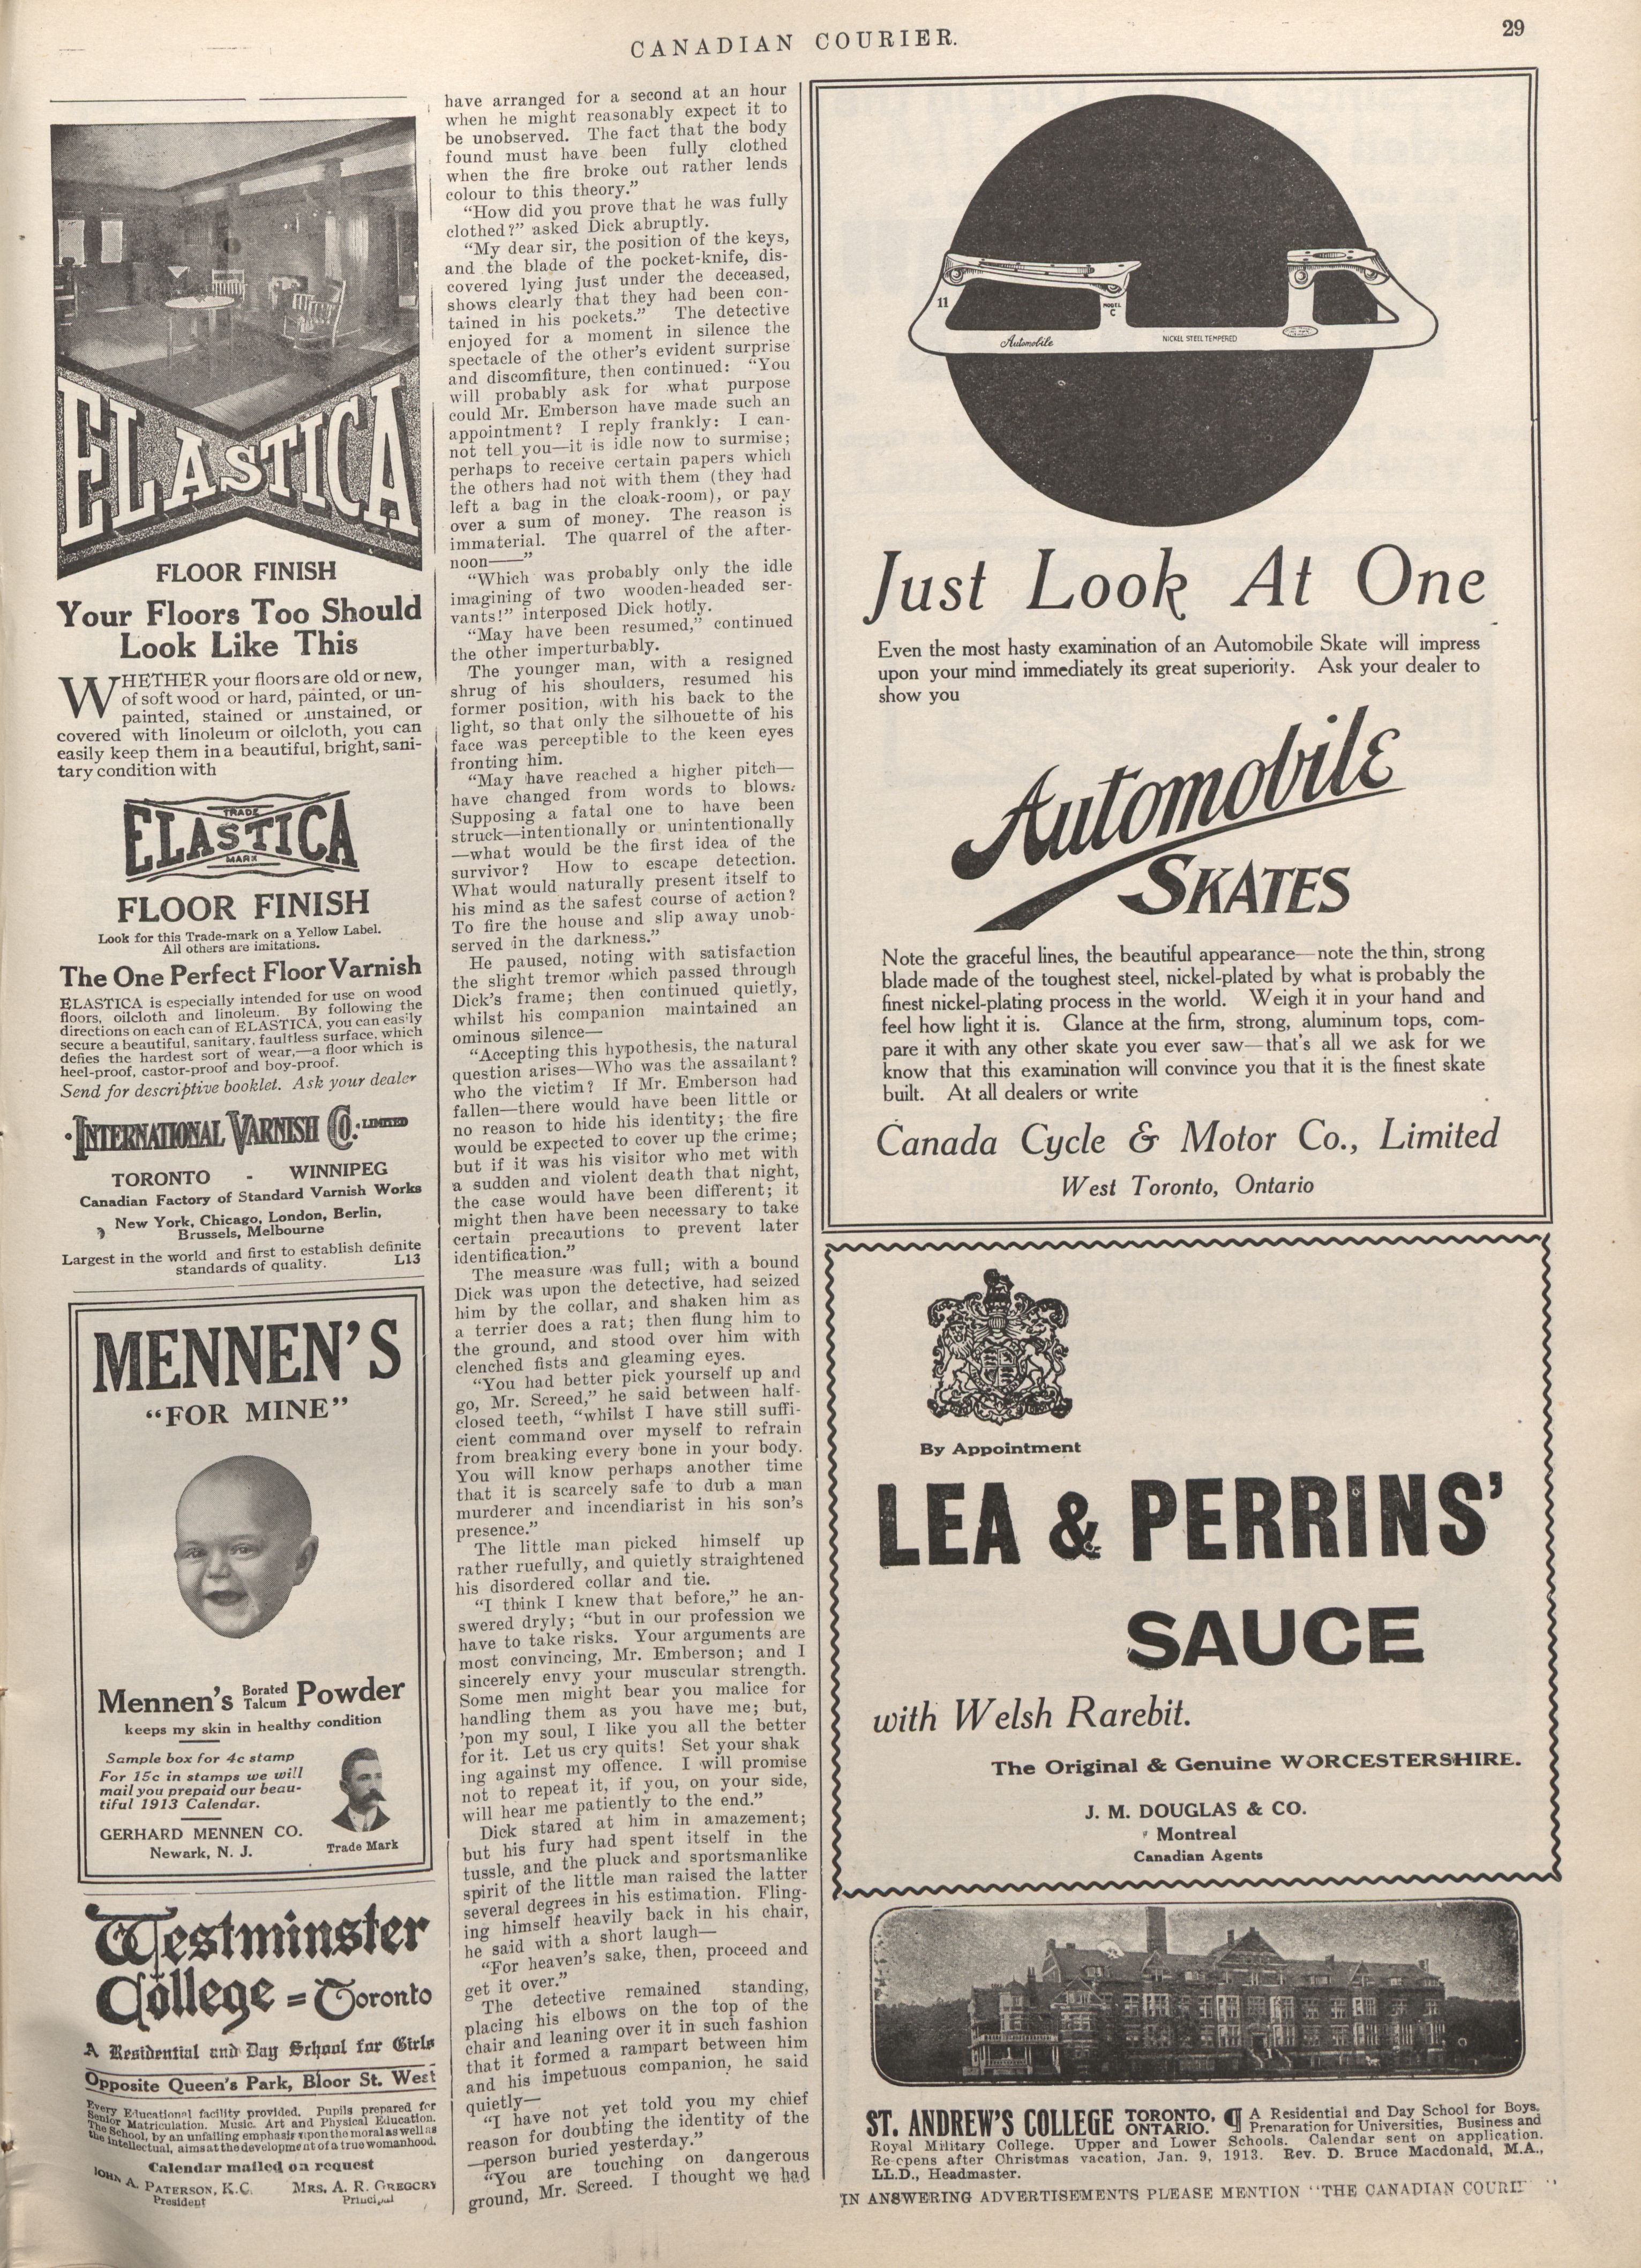 CANADIAN COURIER.
29
ELASTICA
FLOOR FINISH
Your Floors Too Should
Look Like This
WHETHER your floors are old or new,
of soft wood or hard, painted, or un-
painted, stained or unstained, or
covered with linoleum or oilcloth, you can
easily keep them in a beautiful, bright, sani-
tary condition with
TRADE
ELASTICA
MARK
FLOOR FINISH
Look for this Trade-mark on a Yellow Label.
All others are imitations.
The One Perfect Floor Varnish
ELASTICA is especially intended for use on wood
floors, oilcloth and linoleum. By following the
directions on each can of ELASTICA, you can easily
secure a beautiful, sanitary, faultless surface, which
defies the hardest sort of wear,—a floor which is
heel-proof, castor-proof and boy-proof.
Send for descriptive booklet. Ask your dealer
INTERNATIONAL VARNISH CO. LIMITED
TORONTO - WINNIPEG
Canadian Factory of Standard Varnish Works
New York, Chicago, London, Berlin,
Brussels, Melbourne
Largest in the world and first to establish definite
standards of quality. L13
MENNEN'S
"FOR MINE"
Mennen's Borated Talcum Powder
keeps my skin in healthy condition
Sample box for 4c stamp
For 15c in stamps we will
mail you prepaid our beau-
tiful 1913 Calendar.
GERHARD MENNEN CO.
Newark, N. J.
Trade Mark
Westminster
College = Toronto
A Residential and Day School for Girls
Opposite Queen's Park, Bloor St. West
Every Educational facility provided. Pupils prepared for
Senior Matriculation. Music, Art and Physical Education.
The School, by an unfailing emphasis upon the moral as well as
the intellectual, aims at the development of a true womanhood.
Calendar mailed on request
JOHN A. PATERSON, K.C. MRS. A. R. GREGORY
President Principal
have arranged for a second at an hour
when he might reasonably expect it to
be unobserved. The fact that the body
found must have been fully clothed
when the fire broke out rather lends
colour to this theory."
"How did you prove that he was fully
clothed?" asked Dick abruptly.
"My dear sir, the position of the keys,
and the blade of the pocket-knife, dis-
covered lying just under the deceased,
shows clearly that they had been con-
tained in his pockets." The detective
enjoyed for a moment in silence the
spectacle of the other's evident surprise
and discomfiture, then continued: "You
will probably ask for what purpose
could Mr. Emberson have made such an
appointment? I reply frankly: I can-
not tell you—it is idle now to surmise;
perhaps to receive certain papers which
the others had not with them (they had
left a bag in the cloak-room), or pay
over a sum of money. The reason is
immaterial. The quarrel of the after-
noon——"
"Which was probably only the idle
imagining of two wooden-headed ser-
vants!" interposed Dick hotly.
"May have been resumed," continued
the other imperturbably.
The younger man, with a resigned
shrug of his shoulders, resumed his
former position, with his back to the
light, so that only the silhouette of his
face was perceptible to the keen eyes
fronting him.
"May have reached a higher pitch—
have changed from words to blows.
Supposing a fatal one to have been
struck—intentionally or unintentionally
—what would be the first idea of the
survivor? How to escape detection.
What would naturally present itself to
his mind as the safest course of action?
To fire the house and slip away unob-
served in the darkness."
He paused, noting with satisfaction
the slight tremor which passed through
Dick's frame; then continued quietly,
whilst his companion maintained an
ominous silence—
"Accepting this hypothesis, the natural
question arises—Who was the assailant?
who the victim? If Mr. Emberson had
fallen—there would have been little or
no reason to hide his identity; the fire
would be expected to cover up the crime;
but if it was his visitor who met with
a sudden and violent death that night,
the case would have been different; it
might then have been necessary to take
certain precautions to prevent later
identification."
The measure was full; with a bound
Dick was upon the detective, had seized
him by the collar, and shaken him as
a terrier does a rat; then flung him to
the ground, and stood over him with
clenched fists and gleaming eyes.
"You had better pick yourself up and
go, Mr. Screed," he said between half-
closed teeth, "whilst I have still suffi-
cient command over myself to refrain
from breaking every bone in your body.
You will know perhaps another time
that it is scarcely safe to dub a man
murderer and incendiarist in his son's
presence."
The little man picked himself up
rather ruefully, and quietly straightened
his disordered collar and tie.
"I think I knew that before," he an-
swered dryly; "but in our profession we
have to take risks. Your arguments are
most convincing, Mr. Emberson; and I
sincerely envy your muscular strength.
Some men might bear you malice for
handling them as you have me; but,
'pon my soul, I like you all the better
for it. Let us cry quits! Set your shak
ing against my offence. I will promise
not to repeat it, if you, on your side,
will hear me patiently to the end."
Dick stared at him in amazement;
but his fury had spent itself in the
tussle, and the pluck and sportsmanlike
spirit of the little man raised the latter
several degrees in his estimation. Fling-
ing himself heavily back in his chair,
he said with a short laugh—
"For heaven's sake, then, proceed and
get it over."
The detective remained standing,
placing his elbows on the top of the
chair and leaning over it in such fashion
that it formed a rampart between him
and his impetuous companion, he said
quietly—
"I have not yet told you my chief
reason for doubting the identity of the
—person buried yesterday."
"You are touching on dangerous
ground, Mr. Screed. I thought we had
11
MODEL
C
Automobile
NICKEL STEEL TEMPERED
Just Look At One
Even the most hasty examination of an Automobile Skate will impress
upon your mind immediately its great superiority. Ask your dealer to
show you
Automobile
SKATES
Note the graceful lines, the beautiful appearance—note the thin, strong
blade made of the toughest steel, nickel-plated by what is probably the
finest nickel-plating process in the world. Weigh it in your hand and
feel how light it is. Glance at the firm, strong, aluminum tops, com-
pare it with any other skate you ever saw—that's all we ask for we
know that this examination will convince you that it is the finest skate
built. At all dealers or write
Canada Cycle & Motor Co., Limited
West Toronto, Ontario
By Appointment
LEA & PERRINS'
SAUCE
with Welsh Rarebit.
The Original & Genuine WORCESTERSHIRE.
J. M. DOUGLAS & CO.
Montreal
Canadian Agents
ST. ANDREW'S COLLEGE TORONTO, ONTARIO. ¶ A Residential and Day School for Boys.
Preparation for Universities, Business and
Royal Military College. Upper and Lower Schools. Calendar sent on application.
Re-opens after Christmas vacation, Jan. 9, 1913. Rev. D. Bruce Macdonald, M.A.,
LL.D., Headmaster.
IN ANSWERING ADVERTISEMENTS PLEASE MENTION "THE CANADIAN COURI